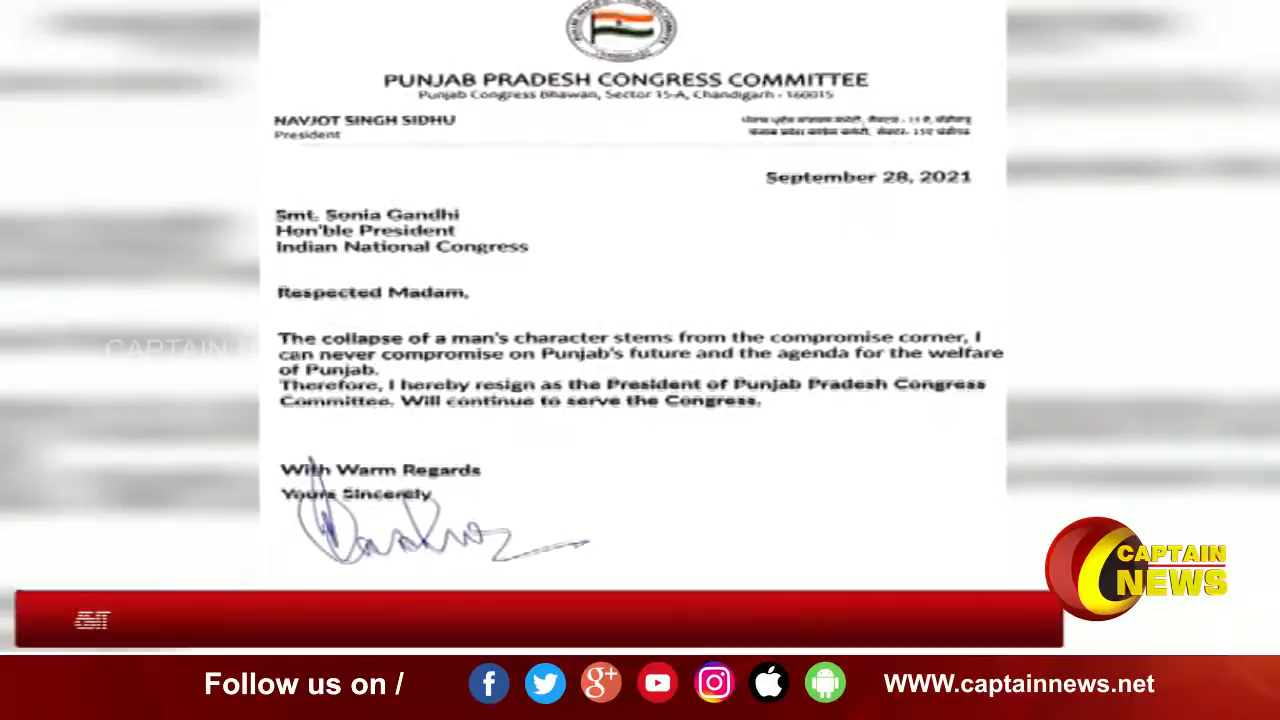 PUNJAB PRADESH CONGRESS COMMITTEE
Punjab Congress Bhawan, Sector 15-A, Chandigarh - 160015
NAVJOT SINGH SIDHU
President
September 28, 2021
Smt. Sonia Gandhi
Hon'ble President
Indian National Congress
Respected Madam,
The collapse of a man's character stems from the compromise corner, I
can never compromise on Punjab's future and the agenda for the welfare
of Punjab.
Therefore, I hereby resign as the President of Punjab Pradesh Congress
Committee. Will continue to serve the Congress.
With Warm Regards
Yours Sincerely
CAPTAIN
CAPTAIN
NEWS
Follow us on /
WWW.captainnews.net